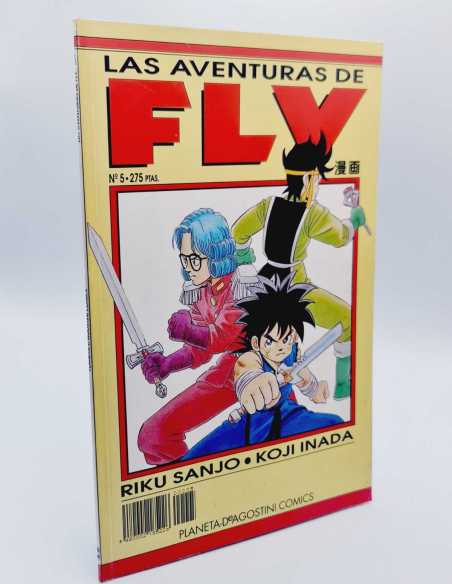 LAS AVENTURAS DE
FLY
Nº 5 • 275 PTAS.
漫画
RIKU SANJO • KOJI INADA
PLANETA-DeAGOSTINI COMICS